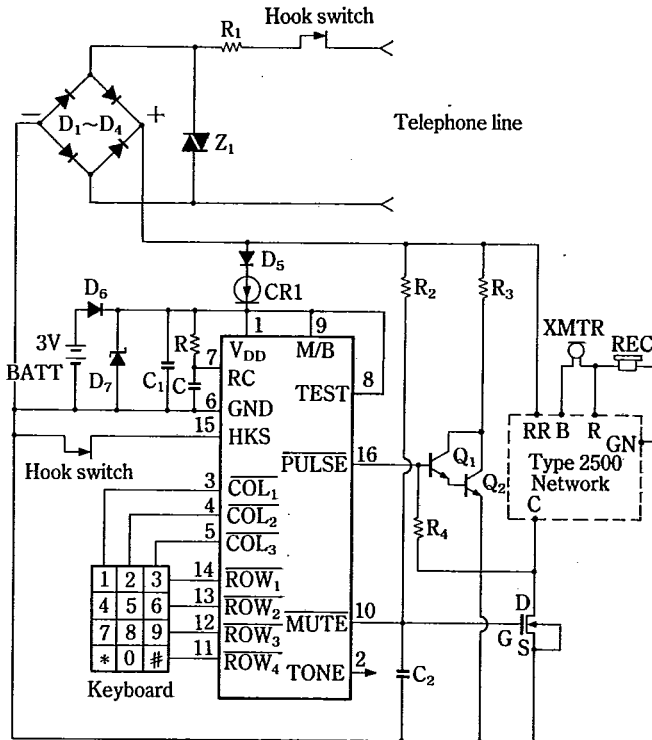 Hook switch
R1
− D1~D4 +
Z1
Telephone line
D5
CR1
D6
3V
BATT
D7
C1
R
C
R2
R3
XMTR
REC
1 9
VDD M/B
7 RC
TEST 8
6 GND
15 HKS
Hook switch
PULSE 16
Q1
Q2
R4
RR B R GN
Type 2500
Network
C
3 COL1
4 COL2
5 COL3
14 ROW1
13 ROW2
12 ROW3
11 ROW4
MUTE 10
TONE 2
C2
D
G
S
1 2 3
4 5 6
7 8 9
* 0 #
Keyboard